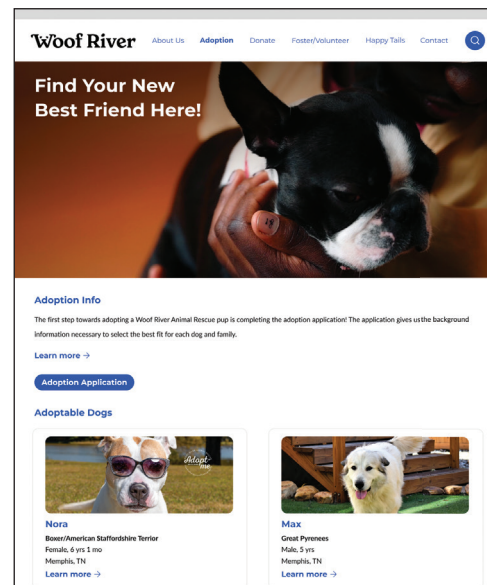 Woof River
About Us Adoption Donate Foster/Volunteer Happy Tails Contact
Find Your New
Best Friend Here!
Adoption Info
The first step towards adopting a Woof River Animal Rescue pup is completing the adoption application! The application gives usthe background
information necessary to select the best fit for each dog and family.
Learn more →
Adoption Application
Adoptable Dogs
Adopt
me
Nora
Boxer/American Staffordshire Terrior
Female, 6 yrs 1 mo
Memphis, TN
Learn more →
Max
Great Pyrenees
Male, 5 yrs
Memphis, TN
Learn more →